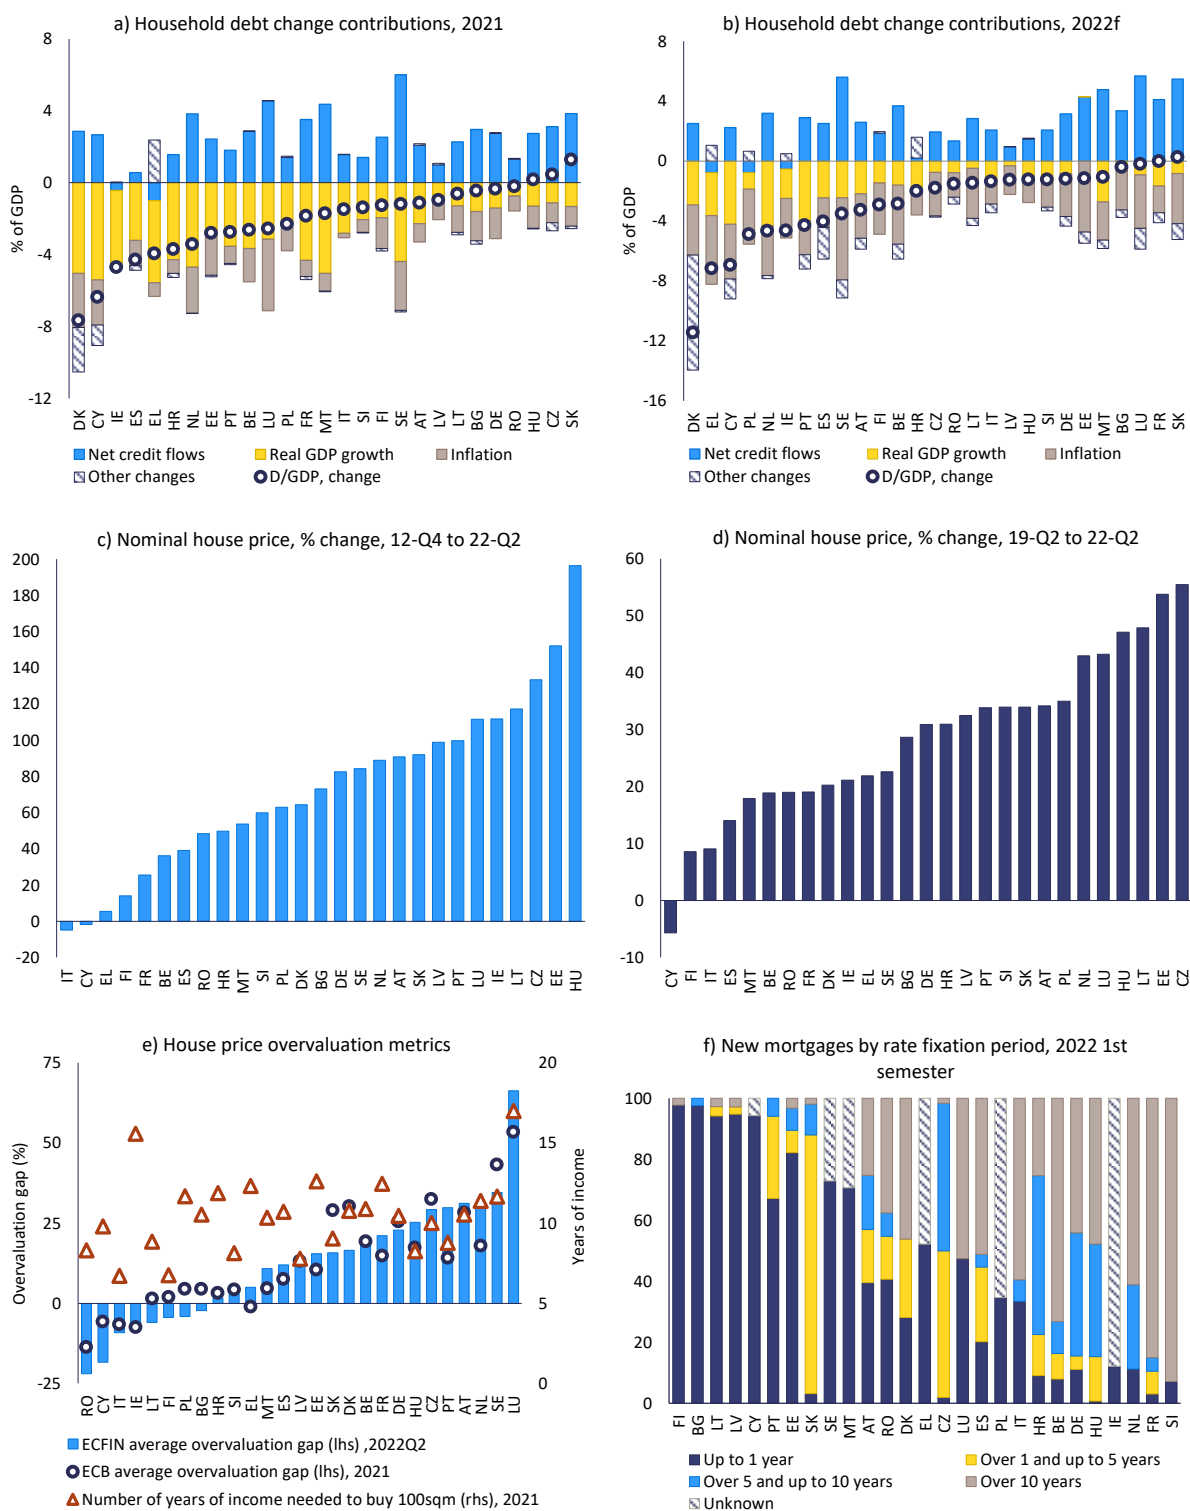 a) Household debt change contributions, 2021
8
4
0
-4
-8
-12
% of GDP
DK CY IE ES EL HR NL EE PT BE LU PL FR MT IT SI FI SE AT LV LT BG DE RO HU CZ SK
Net credit flows Real GDP growth Inflation
Other changes D/GDP, change
b) Household debt change contributions, 2022f
8
4
0
-4
-8
-12
-16
% of GDP
DK EL CY PL NL IE PT ES SE AT FI BE HR CZ RO LT IT LV HU SI DE EE MT BG LU FR SK
Net credit flows Real GDP growth Inflation
Other changes D/GDP, change
c) Nominal house price, % change, 12-Q4 to 22-Q2
200
180
160
140
120
100
80
60
40
20
0
-20
IT CY EL FI FR BE ES RO HR MT SI PL DK BG DE SE NL AT SK LV PT LU IE LT CZ EE HU
d) Nominal house price, % change, 19-Q2 to 22-Q2
60
50
40
30
20
10
0
-10
CY FI IT ES MT BE RO FR DK IE EL SE BG DE HR LV PT SI SK AT PL NL LU HU LT EE CZ
e) House price overvaluation metrics
75
50
25
0
-25
Overvaluation gap (%)
20
15
10
5
0
Years of income
RO CY IT IE LT FI PL BG HR SI EL MT ES LV EE SK DK BE FR DE HU CZ PT AT NL SE LU
ECFIN average overvaluation gap (lhs) ,2022Q2
ECB average overvaluation gap (lhs), 2021
Number of years of income needed to buy 100sqm (rhs), 2021
f) New mortgages by rate fixation period, 2022 1st
semester
100
80
60
40
20
0
FI BG LT LV CY PT EE SK SE MT AT RO DK EL CZ LU ES PL IT HR BE DE HU IE NL FR SI
Up to 1 year Over 1 and up to 5 years
Over 5 and up to 10 years Over 10 years
Unknown